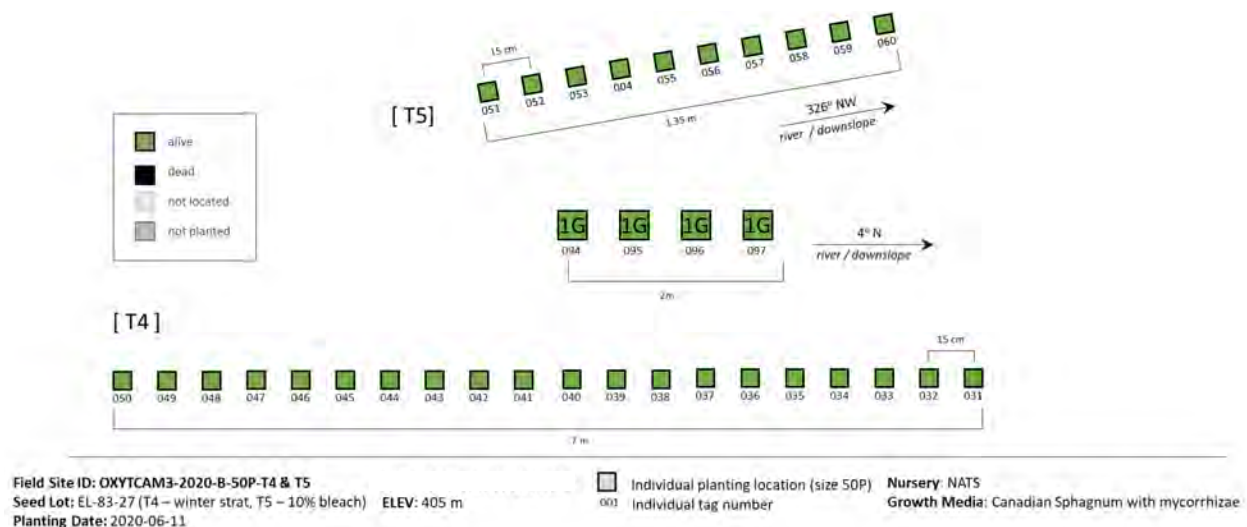 15 cm
051 052 053 004 055 056 057 058 059 060
[ T5]
1.35 m
326° NW
river / downslope
alive
dead
not located
not planted
1G 1G 1G 1G
094 095 096 097
4° N
river / downslope
2m
[ T4 ]
15 cm
050 049 048 047 046 045 044 043 042 041 040 039 038 037 036 035 034 033 032 031
7 m
Field Site ID: OXYTCAM3-2020-B-50P-T4 & T5
Seed Lot: EL-83-27 (T4 – winter strat, T5 – 10% bleach) ELEV: 405 m
Planting Date: 2020-06-11
Individual planting location (size 50P)
001 Individual tag number
Nursery: NATS
Growth Media: Canadian Sphagnum with mycorrhizae